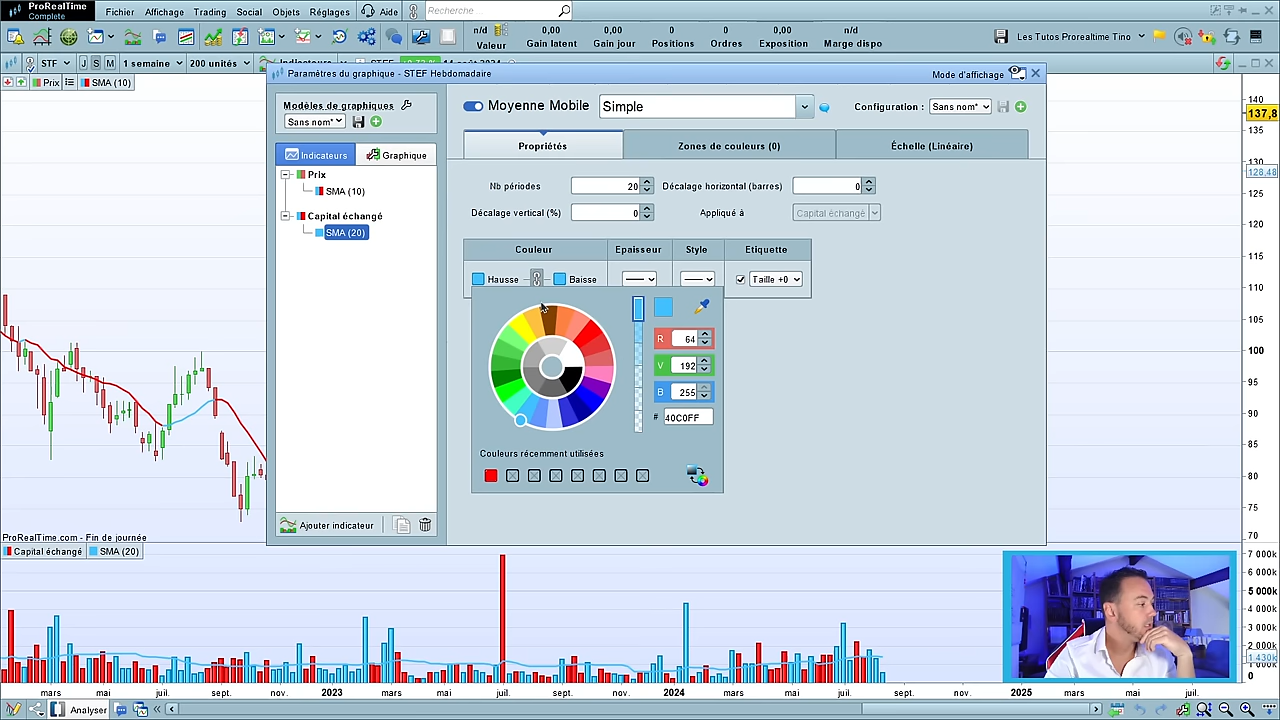 ProRealTime
Complete
Fichier Affichage Trading Social Objets Réglages Aide Recherche
n/d
Valeur
0,00
Gain latent
0,00
Gain jour
0
Positions
0
Ordres
0,00
Exposition
n/d
Marge dispo
Les Tutos Prorealtime Tino
STF J S M 1 semaine 200 unités
Prix SMA (10)
Paramètres du graphique - STEF Hebdomadaire
Mode d'affichage
Modèles de graphiques
Sans nom*
Indicateurs Graphique
Prix
SMA (10)
Capital échangé
SMA (20)
Ajouter indicateur
Moyenne Mobile Simple
Configuration : Sans nom*
Propriétés Zones de couleurs (0) Échelle (Linéaire)
Nb périodes 20 Décalage horizontal (barres) 0
Décalage vertical (%) 0 Appliqué à Capital échangé
Couleur Epaisseur Style Etiquette
Hausse Baisse Taille +0
R 64
V 192
B 255
# 40C0FF
Couleurs récemment utilisées
140
137,8
135
130
128,48
125
120
115
110
105
100
95
90
85
80
75
70
ProRealTime.com - Fin de journée
Capital échangé SMA (20)
7 000k
6 000k
5 000k
4 000k
3 000k
2 000k
1.430k
0
mars mai juil. sept. nov. 2023 mars mai juil. sept. nov. 2024 mars mai juil. sept. nov. 2025 mars mai juil.
Analyser